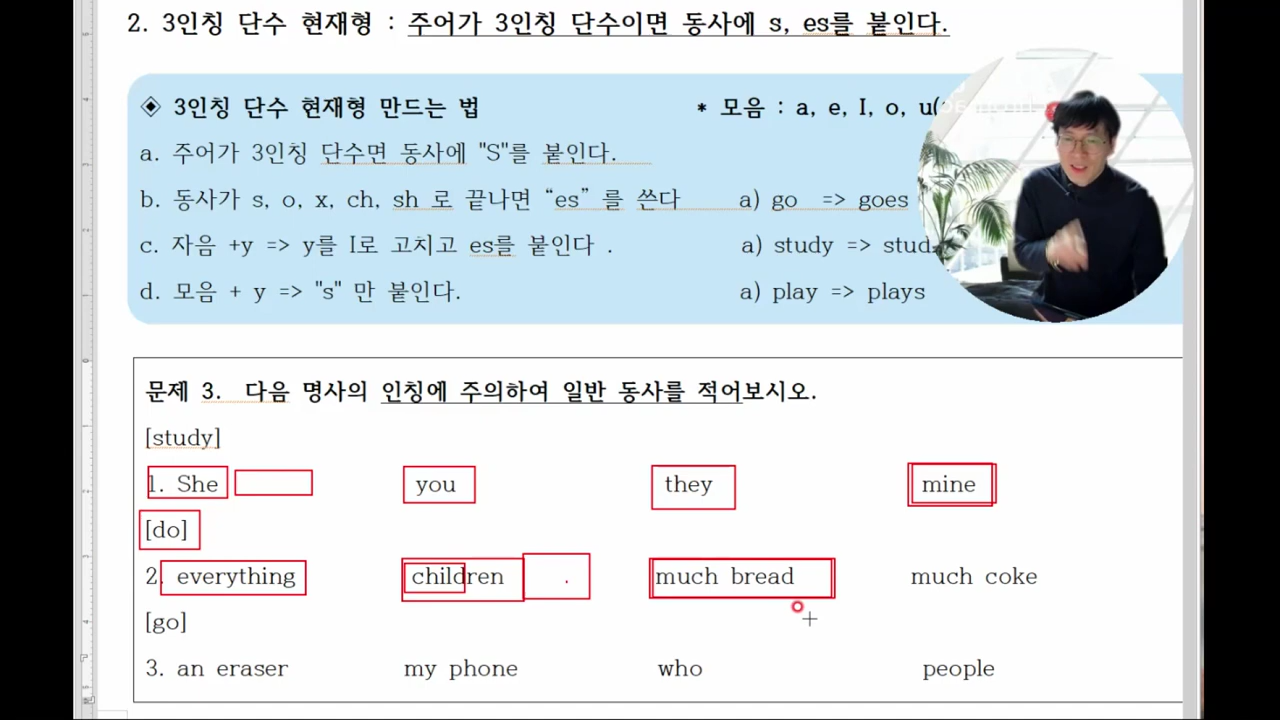 2. 3인칭 단수 현재형 : 주어가 3인칭 단수이면 동사에 s, es를 붙인다.
◈ 3인칭 단수 현재형 만드는 법 * 모음 : a, e, I, o, u(
a. 주어가 3인칭 단수면 동사에 "S"를 붙인다.
b. 동사가 s, o, x, ch, sh 로 끝나면 “es” 를 쓴다 a) go => goes
c. 자음 +y => y를 I로 고치고 es를 붙인다 . a) study =>
d. 모음 + y => "s" 만 붙인다. a) play => plays
문제 3. 다음 명사의 인칭에 주의하여 일반 동사를 적어보시오.
[study]
1. She you they mine
[do]
2. everything children . much bread much coke
[go]
3. an eraser my phone who people